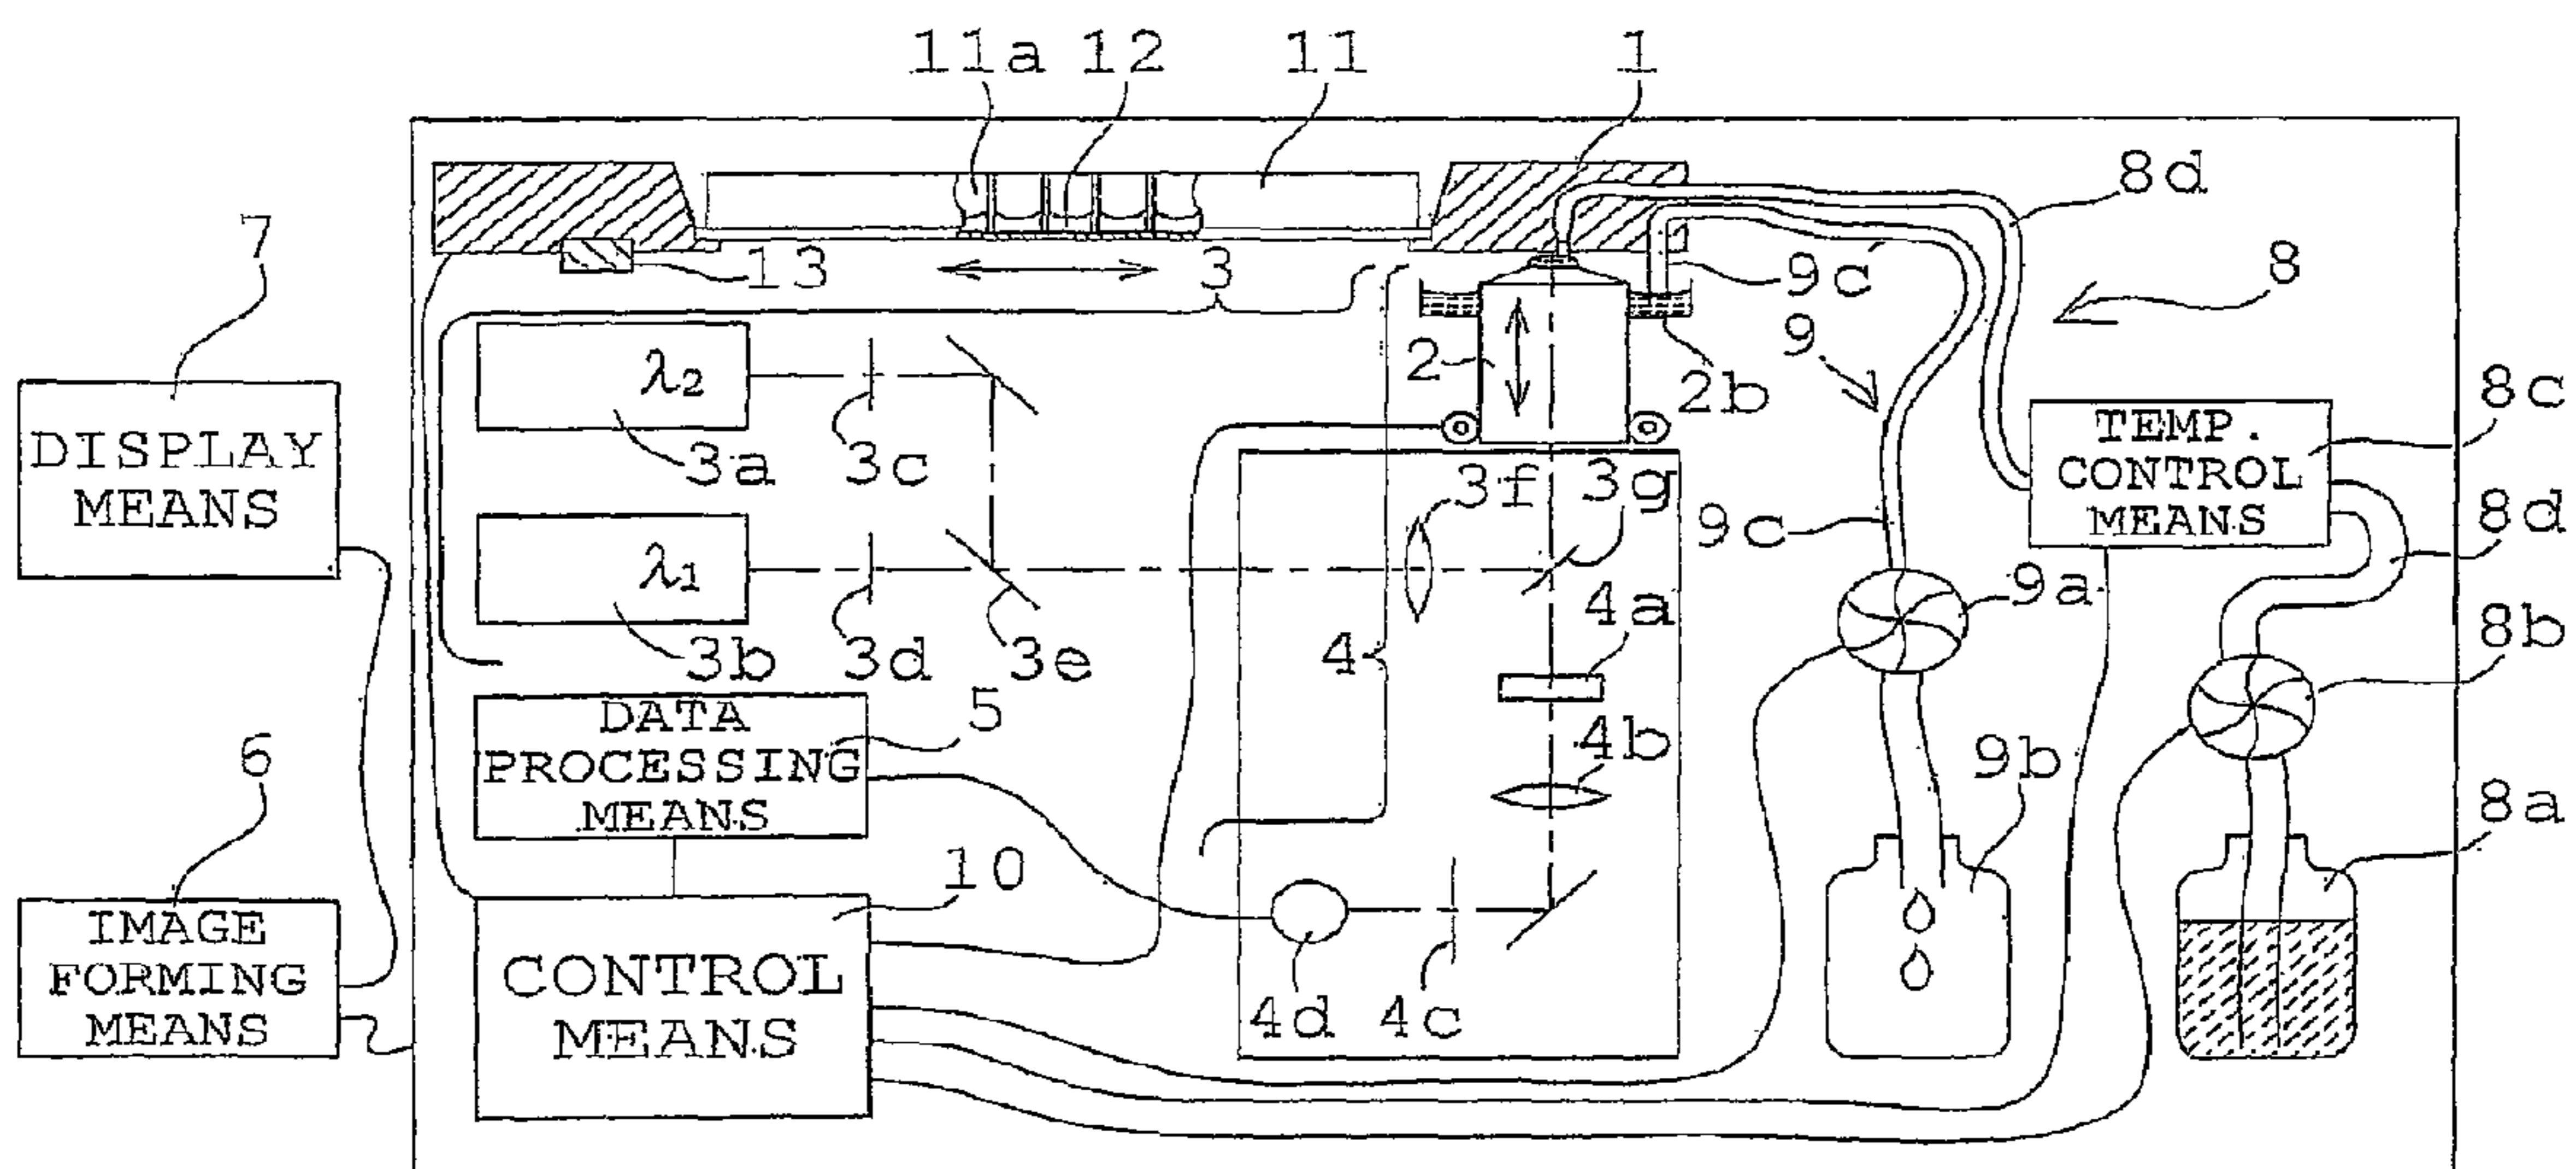 11a 12 11 1
8d
7
13
3
9c
8
9
λ2
2
2b
8c
DISPLAY
MEANS
3a
3c
TEMP.
CONTROL
MEANS
3f
3g
9c
8d
λ1
9a
4a
3b
3d
3e
4
8b
5
DATA
PROCESSING
MEANS
4b
6
9b
8a
10
IMAGE
FORMING
MEANS
CONTROL
MEANS
4d
4c